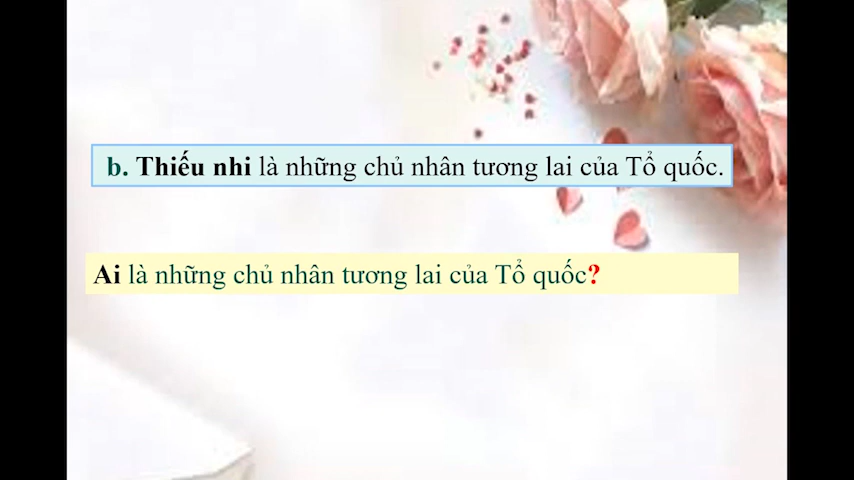 b. Thiếu nhi là những chủ nhân tương lai của Tổ quốc.
Ai là những chủ nhân tương lai của Tổ quốc?